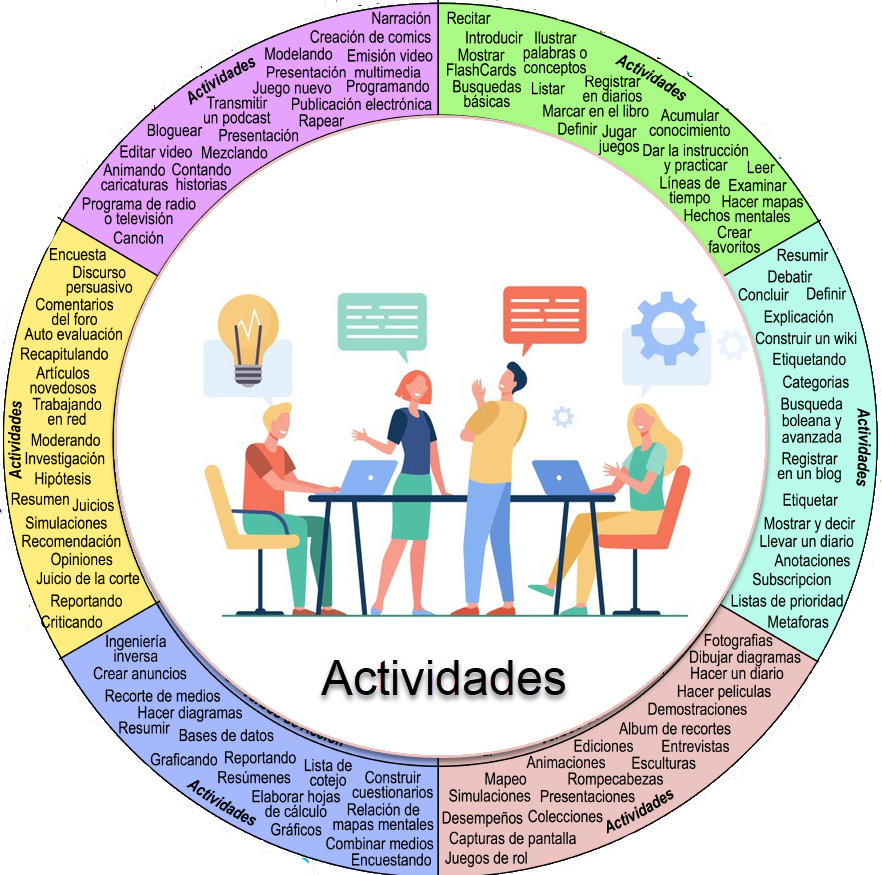 Narración
Creación de comics
Modelando
Emisión video
Presentación multimedia
Juego nuevo
Programando
Transmitir
un podcast
Publicación electrónica
Rapear
Bloguear
Presentación
Editar video
Mezclando
Animando
caricaturas
Contando
historias
Programa de radio
o televisión
Canción
Actividades
Recitar
Introducir
Ilustrar
palabras o
conceptos
Mostrar
FlashCards
Busquedas
básicas
Listar
Registrar
en diarios
Marcar en el libro
Definir
Jugar
juegos
Acumular
conocimiento
Dar la instrucción
y practicar
Leer
Líneas de
tiempo
Examinar
Hacer mapas
mentales
Hechos
Crear
favoritos
Actividades
Resumir
Debatir
Concluir
Definir
Explicación
Construir un wiki
Etiquetando
Categorias
Busqueda
boleana y
avanzada
Registrar
en un blog
Etiquetar
Mostrar y decir
Llevar un diario
Anotaciones
Subscripcion
Listas de prioridad
Metaforas
Actividades
Fotografias
Dibujar diagramas
Hacer un diario
Hacer peliculas
Demostraciones
Album de recortes
Ediciones
Entrevistas
Animaciones
Esculturas
Mapeo
Rompecabezas
Simulaciones
Presentaciones
Desempeños
Colecciones
Capturas de pantalla
Juegos de rol
Actividades
Ingeniería
inversa
Crear anuncios
Recorte de medios
Hacer diagramas
Resumir
Bases de datos
Graficando
Reportando
Resúmenes
Lista de
cotejo
Construir
cuestionarios
Elaborar hojas
de cálculo
Relación de
mapas mentales
Gráficos
Combinar medios
Encuestando
Actividades
Encuesta
Discurso
persuasivo
Comentarios
del foro
Auto evaluación
Recapitulando
Artículos
novedosos
Trabajando
en red
Moderando
Investigación
Hipótesis
Resumen
Juicios
Simulaciones
Recomendación
Opiniones
Juicio de la corte
Reportando
Criticando
Actividades
Actividades